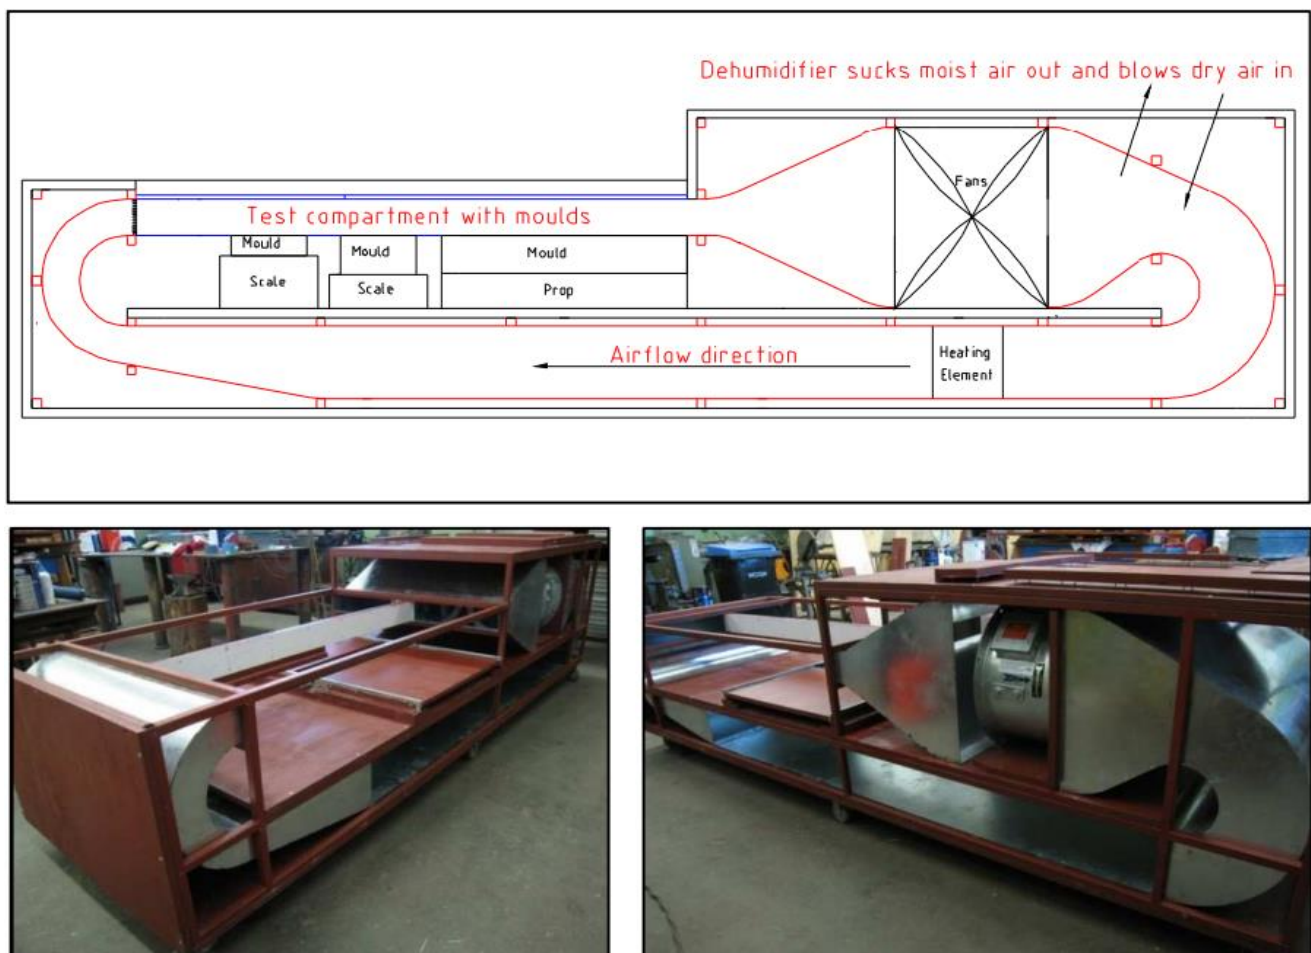 Dehumidifier sucks moist air out and blows dry air in
Fans
Test compartment with moulds
Mould
Mould
Mould
Scale
Scale
Prop
Airflow direction
Heating
Element